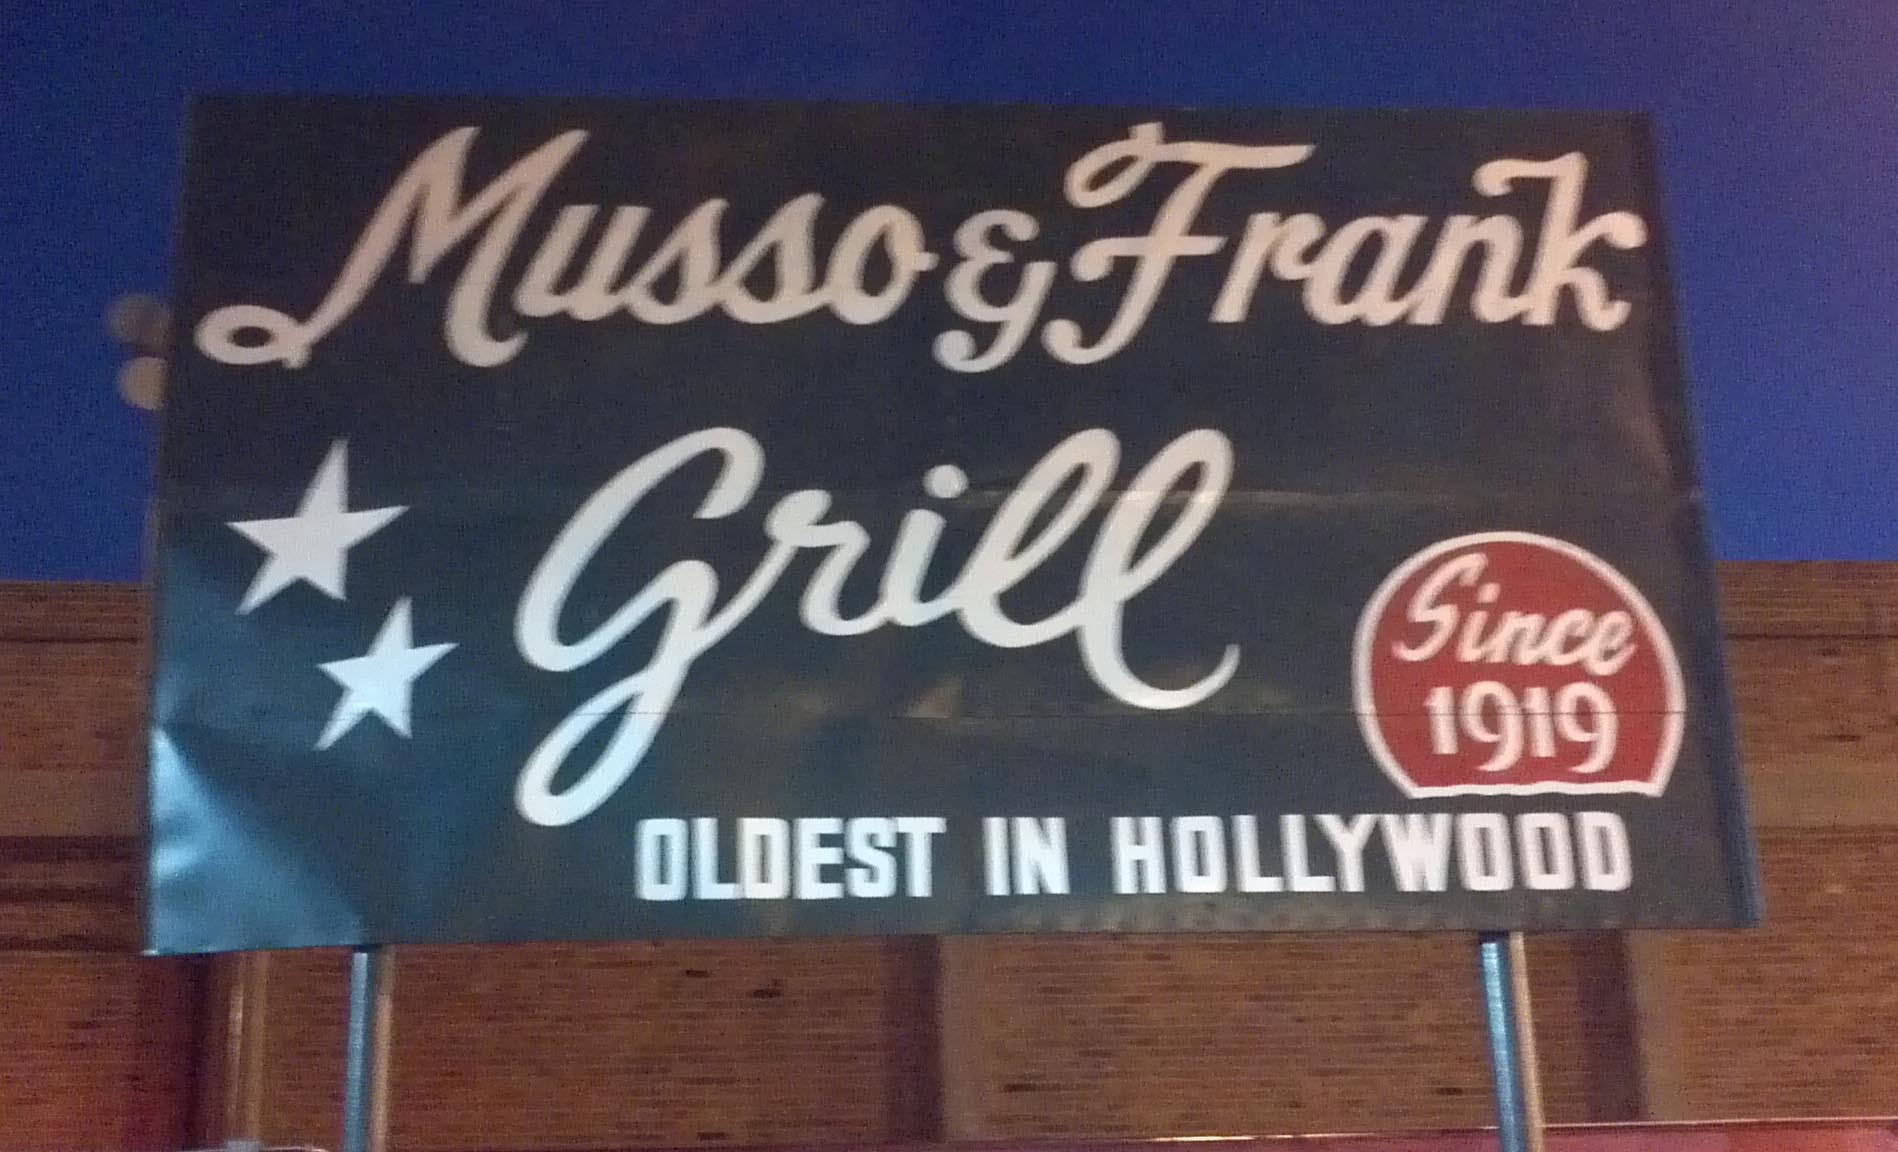 Musso & Frank
Grill
Since
1919
OLDEST IN HOLLYWOOD